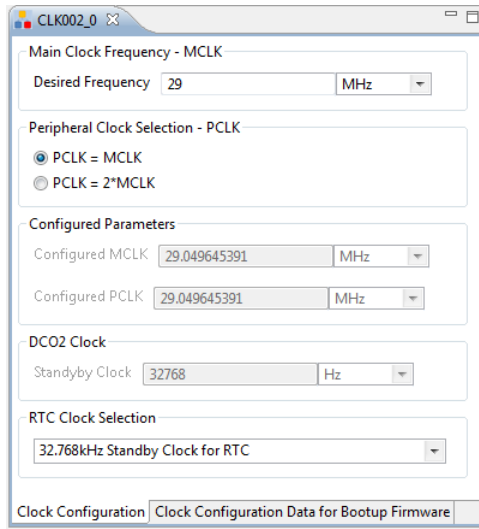 CLK002_0
Main Clock Frequency - MCLK
Desired Frequency 29 MHz
Peripheral Clock Selection - PCLK
PCLK = MCLK
PCLK = 2*MCLK
Configured Parameters
Configured MCLK 29.049645391 MHz
Configured PCLK 29.049645391 MHz
DCO2 Clock
Standyby Clock 32768 Hz
RTC Clock Selection
32.768kHz Standby Clock for RTC
Clock Configuration Clock Configuration Data for Bootup Firmware